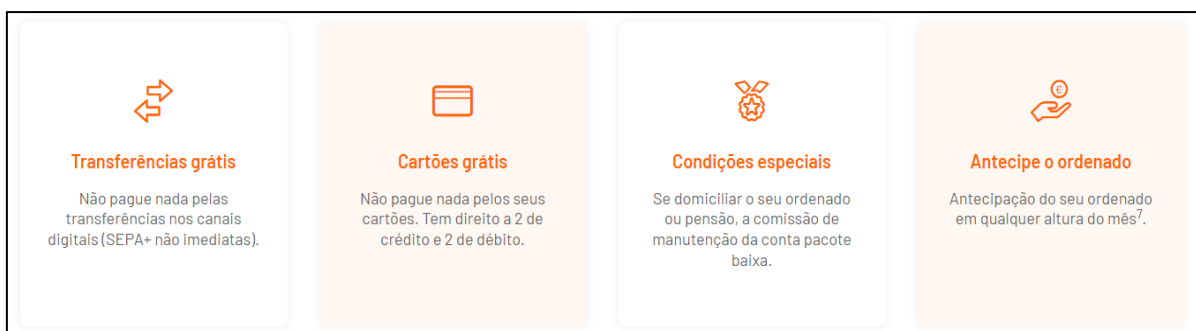 Transferências grátis
Não pague nada pelas
transferências nos canais
digitais (SEPA+ não imediatas).
Cartões grátis
Não pague nada pelos seus
cartões. Tem direito a 2 de
crédito e 2 de débito.
Condições especiais
Se domiciliar o seu ordenado
ou pensão, a comissão de
manutenção da conta pacote
baixa.
€
Antecipe o ordenado
Antecipação do seu ordenado
em qualquer altura do mês⁷.